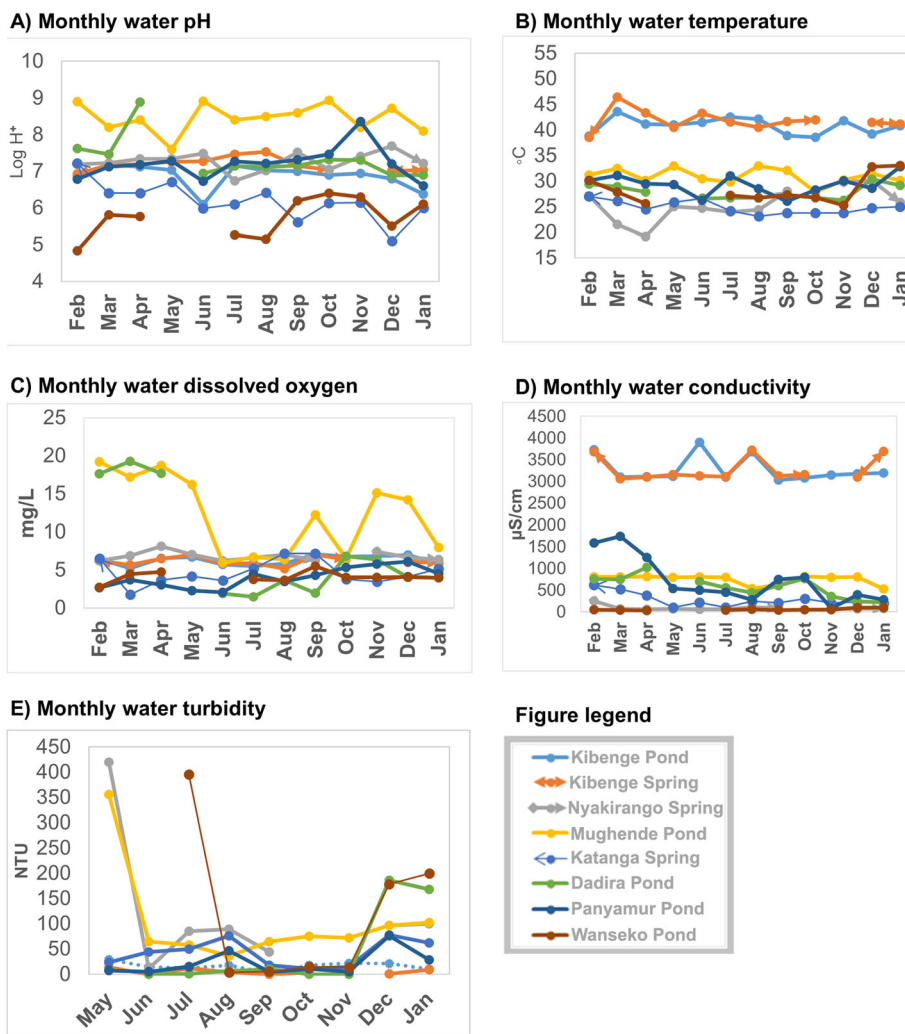 A) Monthly water pH
Log H⁺
10
9
8
7
6
5
4
Feb Mar Apr May Jun Jul Aug Sep Oct Nov Dec Jan
B) Monthly water temperature
°C
55
50
45
40
35
30
25
20
15
Feb Mar Apr May Jun Jul Aug Sep Oct Nov Dec Jan
C) Monthly water dissolved oxygen
mg/L
25
20
15
10
5
0
Feb Mar Apr May Jun Jul Aug Sep Oct Nov Dec Jan
D) Monthly water conductivity
µS/cm
4500
4000
3500
3000
2500
2000
1500
1000
500
0
Feb Mar Apr May Jun Jul Aug Sep Oct Nov Dec Jan
E) Monthly water turbidity
NTU
450
400
350
300
250
200
150
100
50
0
May Jun Jul Aug Sep Oct Nov Dec Jan
Figure legend
Kibenge Pond
Kibenge Spring
Nyakirango Spring
Mughende Pond
Katanga Spring
Dadira Pond
Panyamur Pond
Wanseko Pond